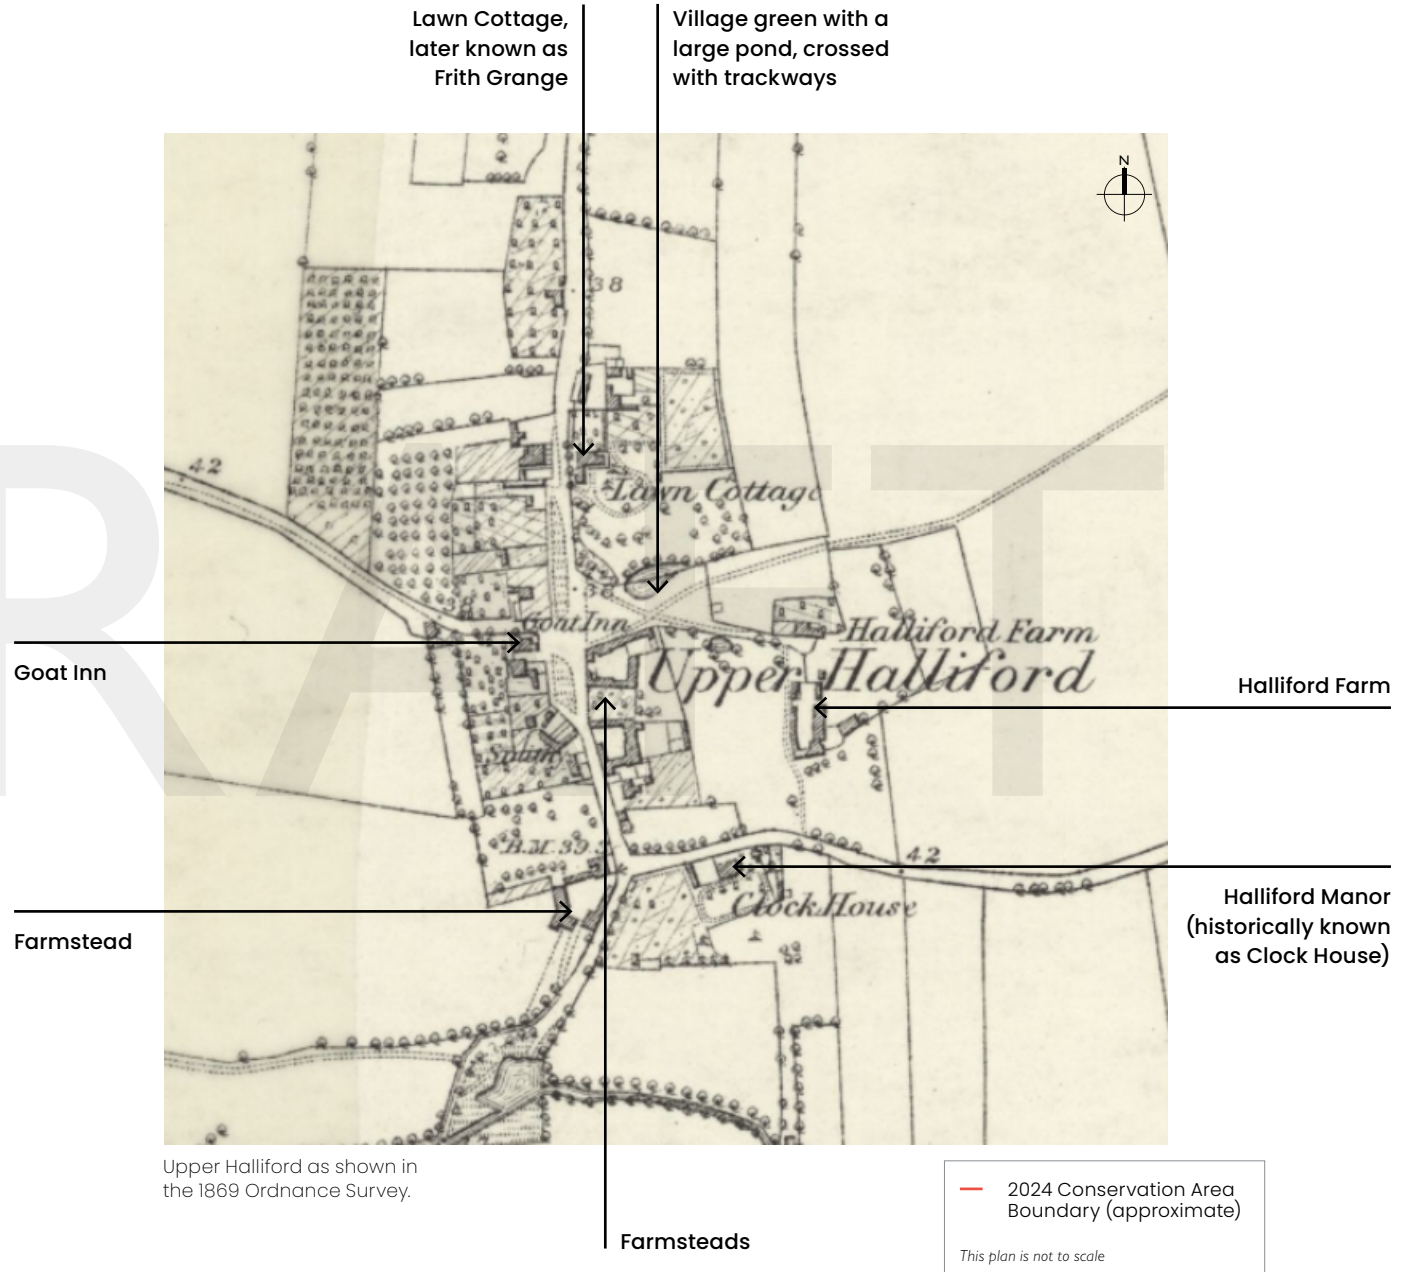 Lawn Cottage,
later known as
Frith Grange
Village green with a
large pond, crossed
with trackways
N
38
42
Lawn Cottage
Goat Inn
Halliford Farm
Upper Halliford
Smithy
B.M. 39.
42
Clock House
Goat Inn
Farmstead
Halliford Farm
Halliford Manor
(historically known
as Clock House)
DRAFT
Upper Halliford as shown in
the 1869 Ordnance Survey.
Farmsteads
2024 Conservation Area
Boundary (approximate)
This plan is not to scale